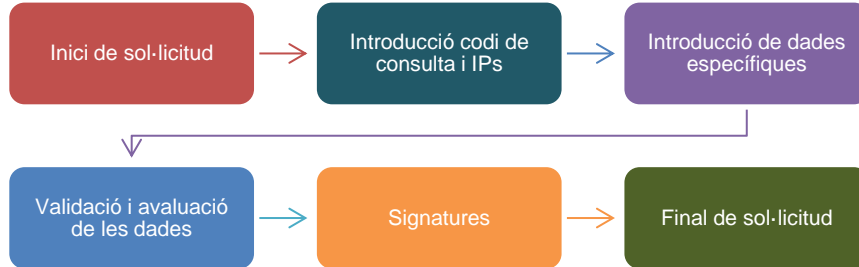 Inici de sol·licitud
Introducció codi de
consulta i IPs
Introducció de dades
específiques
Validació i avaluació
de les dades
Signatures
Final de sol·licitud